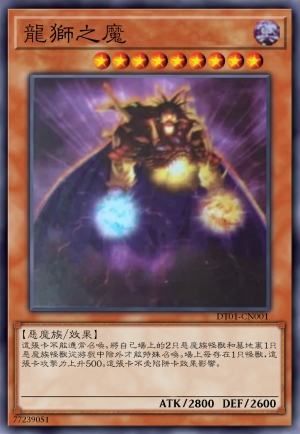 龍獅之魔
DT01-CN001
【惡魔族/效果】
這張卡不能通常召喚。將自己場上的2只惡魔族怪獸和墓地裏1只
惡魔族怪獸從游戲中除外才能特殊召喚。場上每存在1只怪獸，這
張卡攻擊力上升500。這張卡不受陷阱卡效果影響。
ATK/2800 DEF/2600
77239051